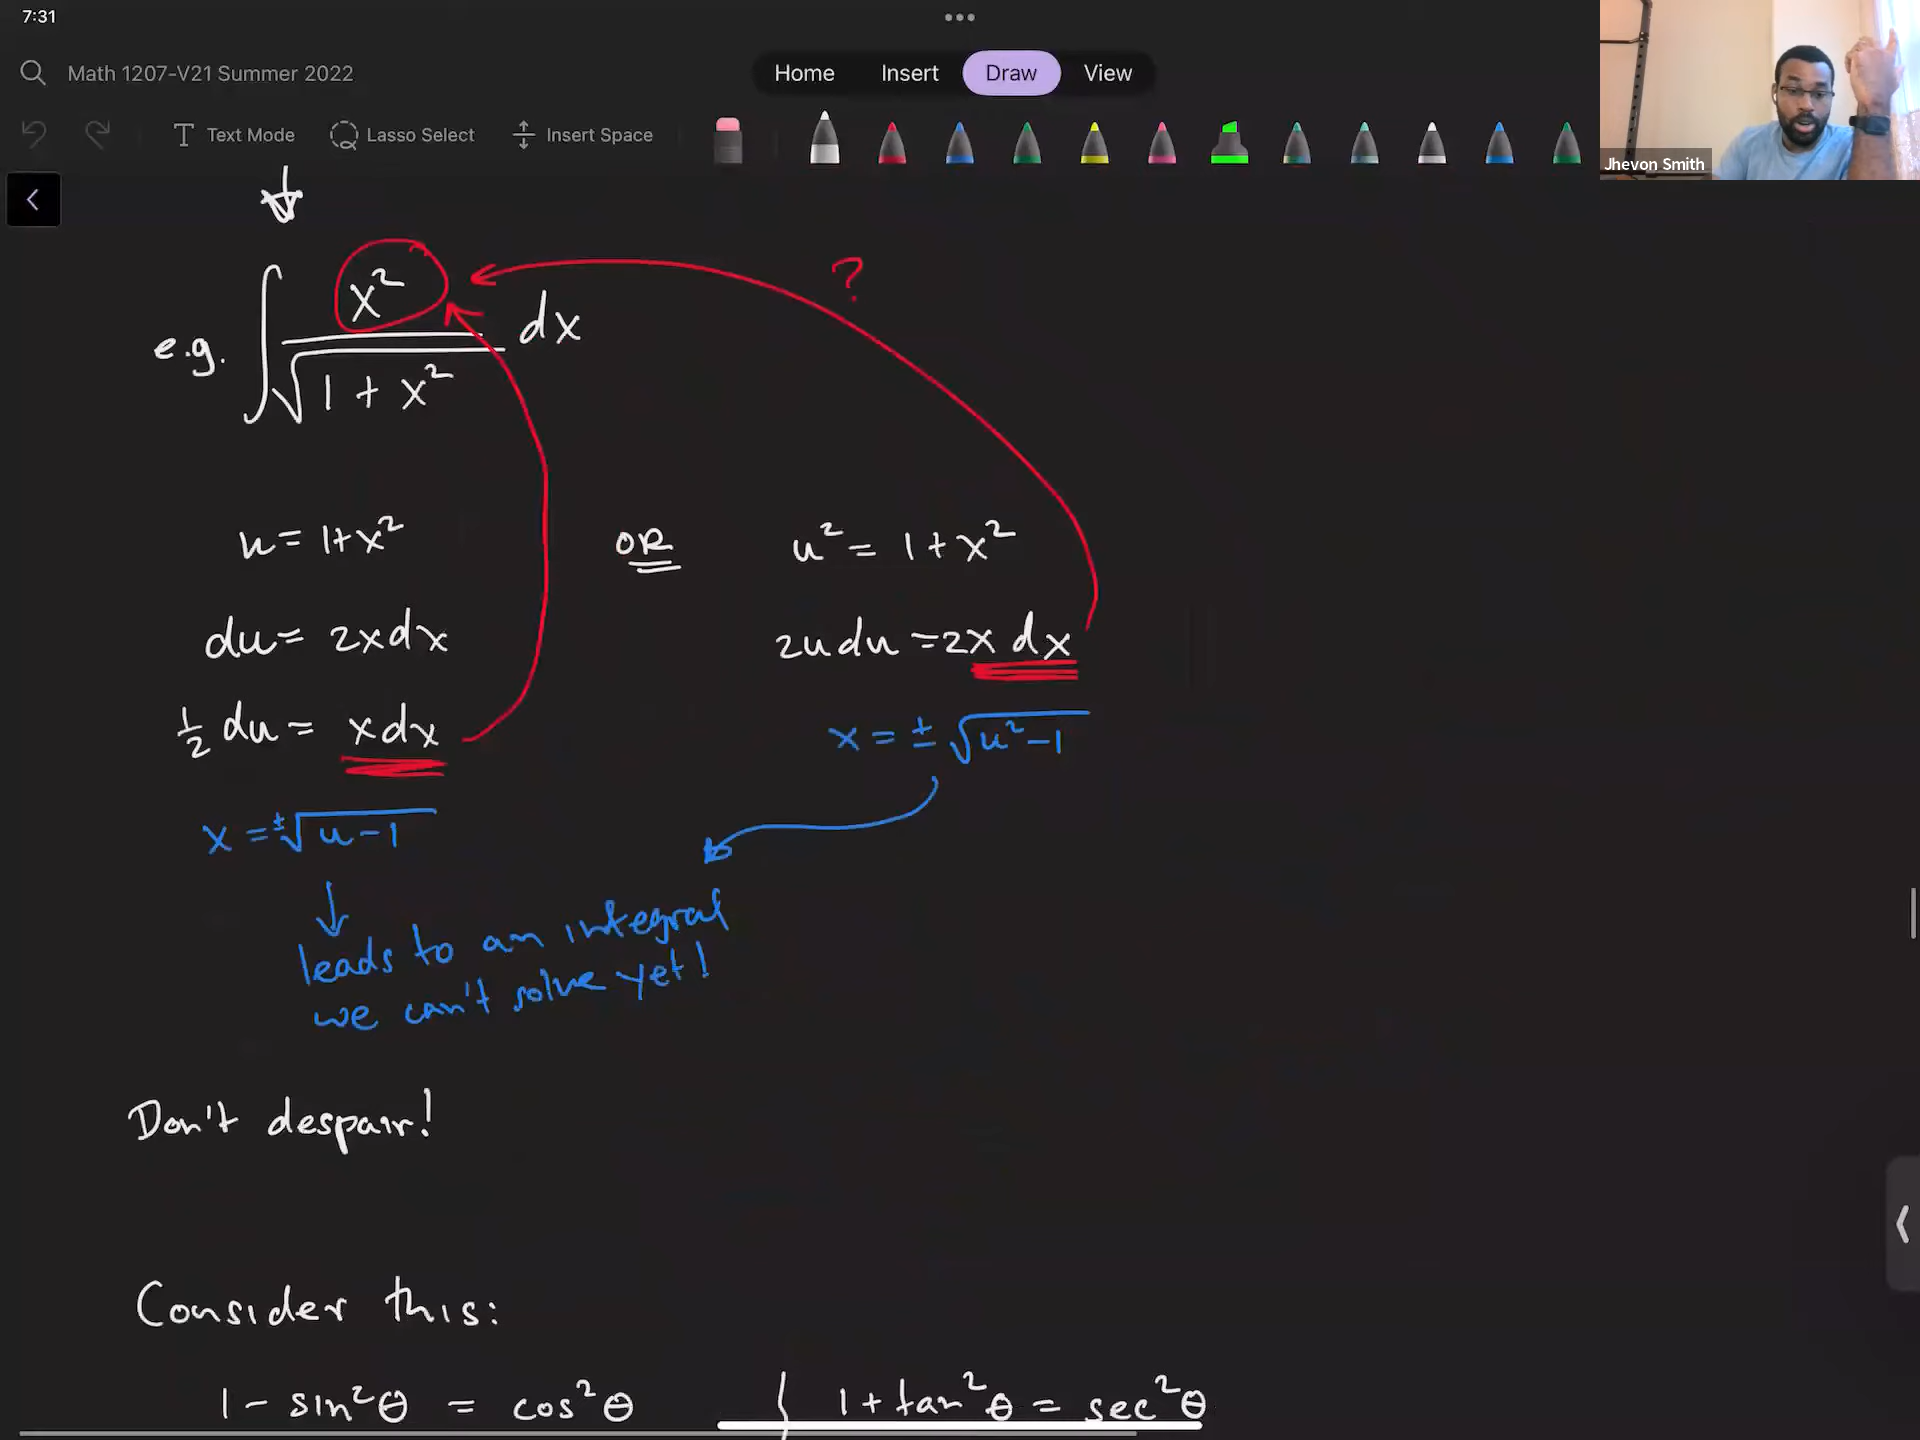 7:31
Math 1207-V21 Summer 2022
Home Insert Draw View
Text Mode Lasso Select Insert Space
Jhevon Smith
e.g. ∫ x² / √(1 + x²) dx
?
u = 1+x² OR u² = 1 + x²
du = 2xdx 2u du = 2x dx
½ du = xdx x = ± √(u²-1)
x = ±√(u-1)
leads to an integral
we can't solve yet!
Don't despair!
Consider this:
1 - sin²θ = cos²θ 1 + tan²θ = sec²θ